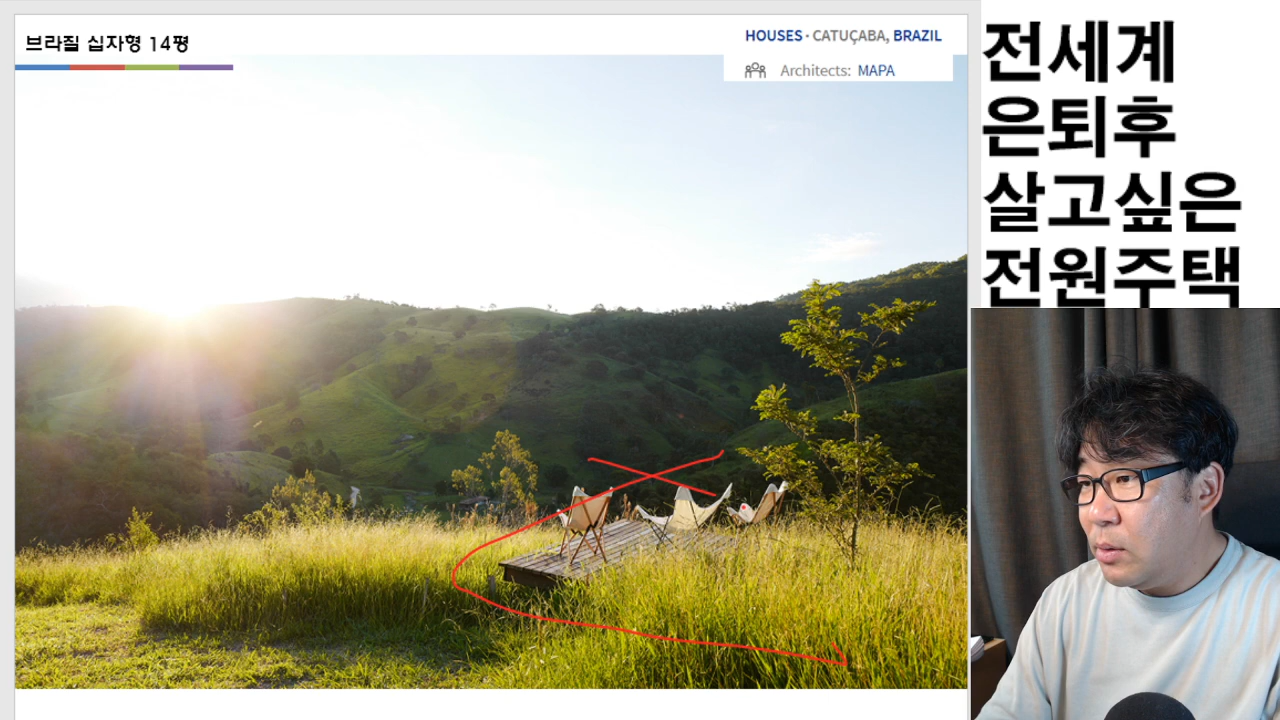 브라질 십자형 14평
HOUSES · CATUÇABA, BRAZIL
Architects: MAPA
전세계
은퇴후
살고싶은
전원주택